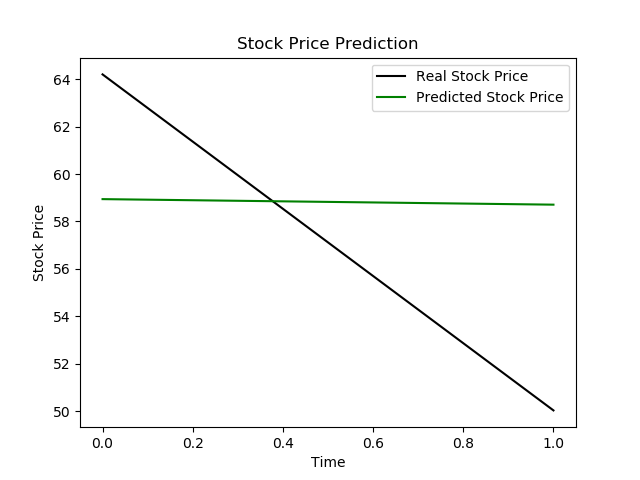 Stock Price Prediction
Real Stock Price
Predicted Stock Price
Stock Price
64
62
60
58
56
54
52
50
0.0 0.2 0.4 0.6 0.8 1.0
Time